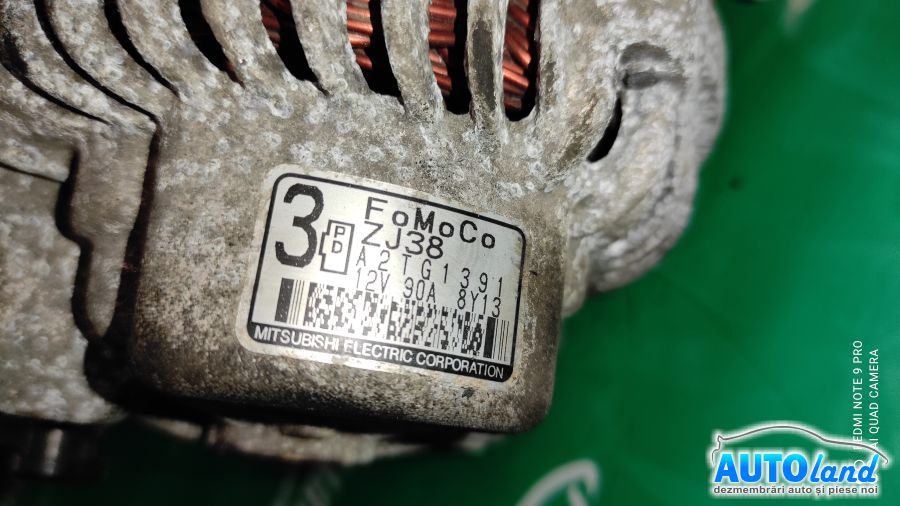 3
P
D
FoMoCo
ZJ38
A2TG1391
12V 90A 8Y13
MITSUBISHI ELECTRIC CORPORATION
REDMI NOTE 9 PRO
AI QUAD CAMERA
AUTOland
dezmembrări auto și piese noi